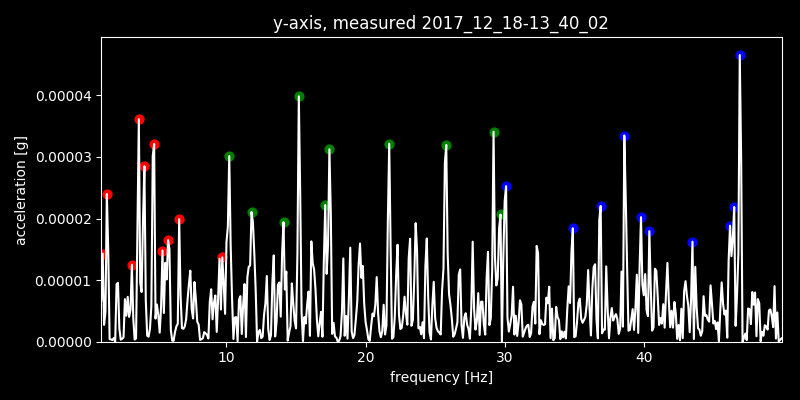 y-axis, measured 2017_12_18-13_40_02
acceleration [g]
0.00004
0.00003
0.00002
0.00001
0.00000
10 20 30 40
frequency [Hz]